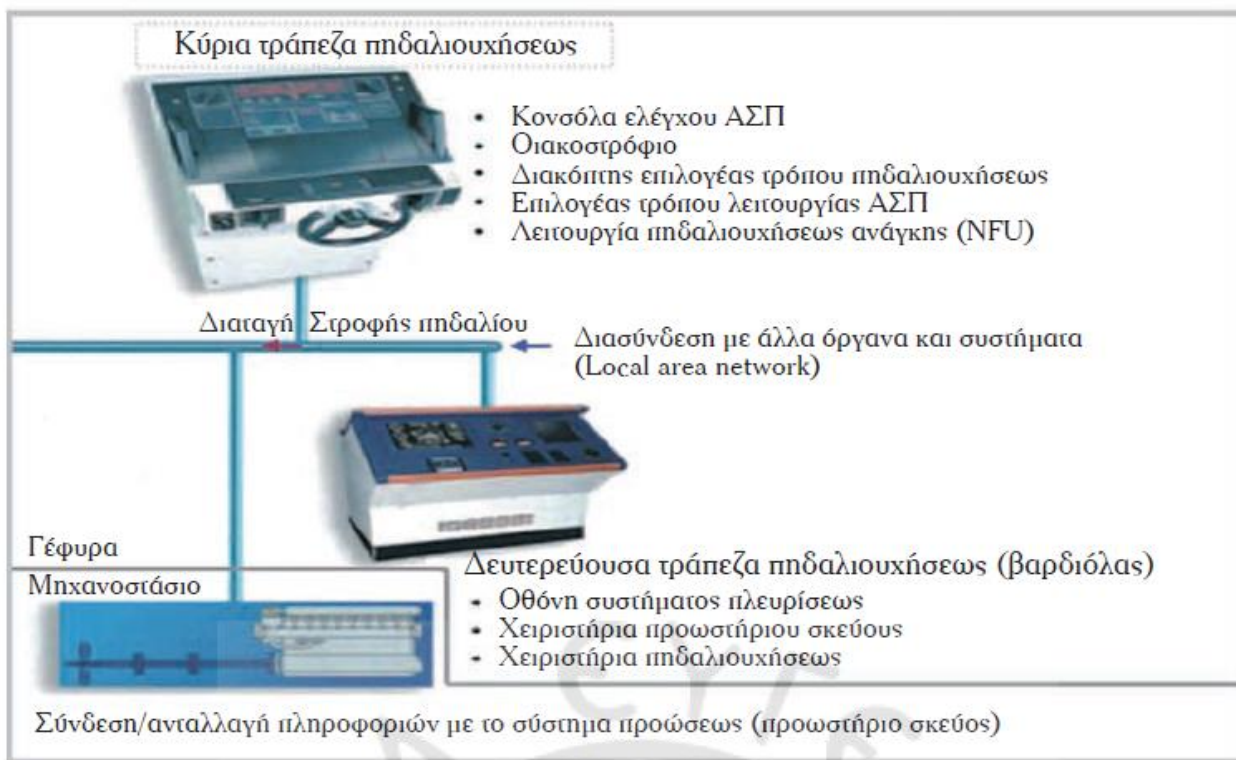 Κύρια τράπεζα πηδαλιουχήσεως
• Κονσόλα ελέγχου ΑΣΠ
• Οιακοστρόφιο
• Διακόπτης επιλογέας τρόπου πηδαλιουχήσεως
• Επιλογέας τρόπου λειτουργίας ΑΣΠ
• Λειτουργία πηδαλιουχήσεως ανάγκης (NFU)
Διαταγή Στροφής πηδαλίου
Διασύνδεση με άλλα όργανα και συστήματα
(Local area network)
Γέφυρα
Μηχανοστάσιο
Δευτερεύουσα τράπεζα πηδαλιουχήσεως (βαρδιόλας)
• Οθόνη συστήματος πλευρίσεως
• Χειριστήρια προωστήριου σκεύους
• Χειριστήρια πηδαλιουχήσεως
Σύνδεση/ανταλλαγή πληροφοριών με το σύστημα προώσεως (προωστήριο σκεύος)